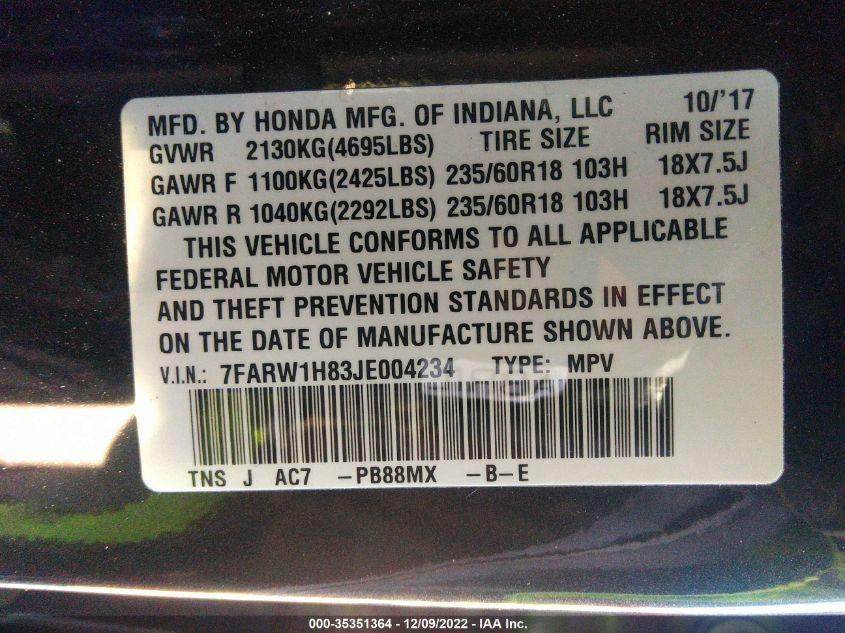 MFD. BY HONDA MFG. OF INDIANA, LLC 10/'17
GVWR 2130KG(4695LBS) TIRE SIZE RIM SIZE
GAWR F 1100KG(2425LBS) 235/60R18 103H 18X7.5J
GAWR R 1040KG(2292LBS) 235/60R18 103H 18X7.5J
THIS VEHICLE CONFORMS TO ALL APPLICABLE
FEDERAL MOTOR VEHICLE SAFETY
AND THEFT PREVENTION STANDARDS IN EFFECT
ON THE DATE OF MANUFACTURE SHOWN ABOVE.
V.I.N.: 7FARW1H83JE004234 TYPE: MPV
TNS J AC7 -PB88MX -B-E
000-35351364 - 12/09/2022 - IAA Inc.